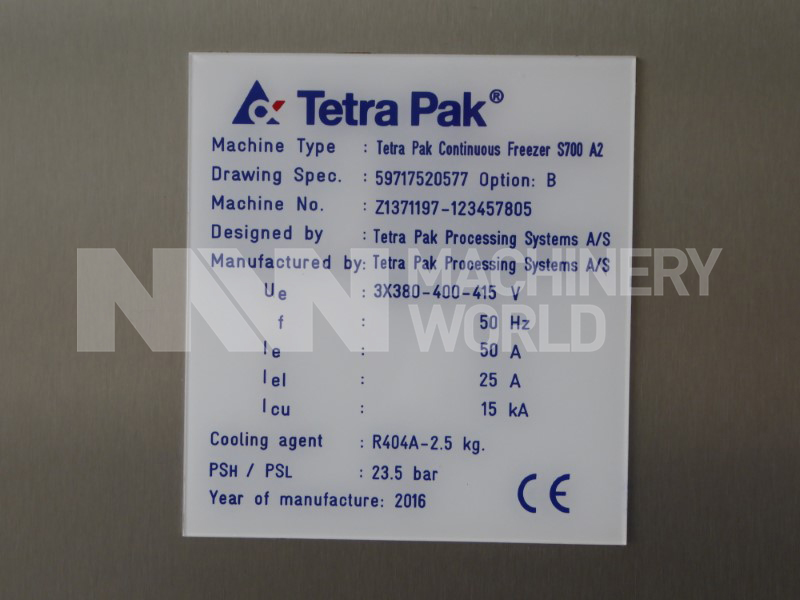 Tetra Pak®
Machine Type : Tetra Pak Continuous Freezer S700 A2
Drawing Spec. : 59717520577 Option: B
Machine No. : Z1371197-123457805
Designed by : Tetra Pak Processing Systems A/S
Manufactured by: Tetra Pak Processing Systems A/S
Ue : 3X380-400-415 V
f : 50 Hz
Ie : 50 A
Iel : 25 A
Icu : 15 kA
Cooling agent : R404A-2.5 kg.
PSH / PSL : 23.5 bar
Year of manufacture: 2016
CE
MW MACHINERY
WORLD